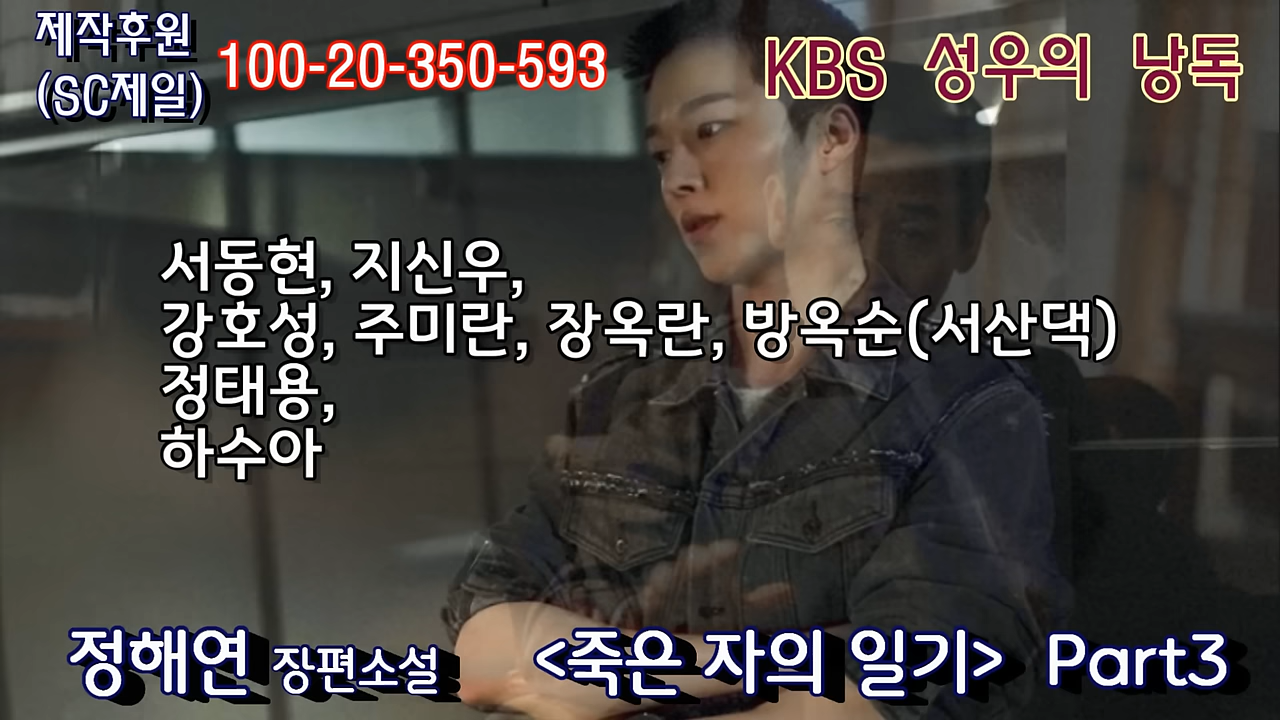 제작후원
(SC제일)
100-20-350-593
KBS 성우의 낭독
서동현, 지신우,
강호성, 주미란, 장옥란, 방옥순(서산댁)
정태용,
하수아
정해연 장편소설 <죽은 자의 일기> Part3